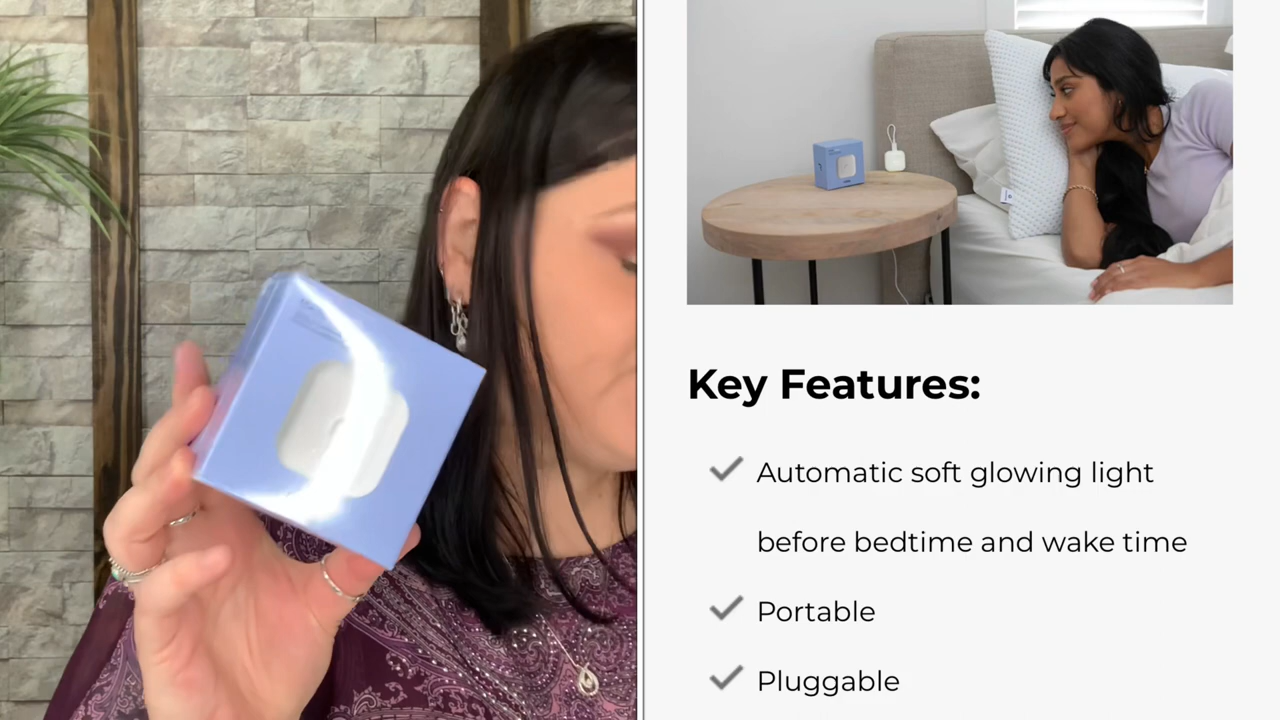 Key Features:
Automatic soft glowing light
before bedtime and wake time
Portable
Pluggable